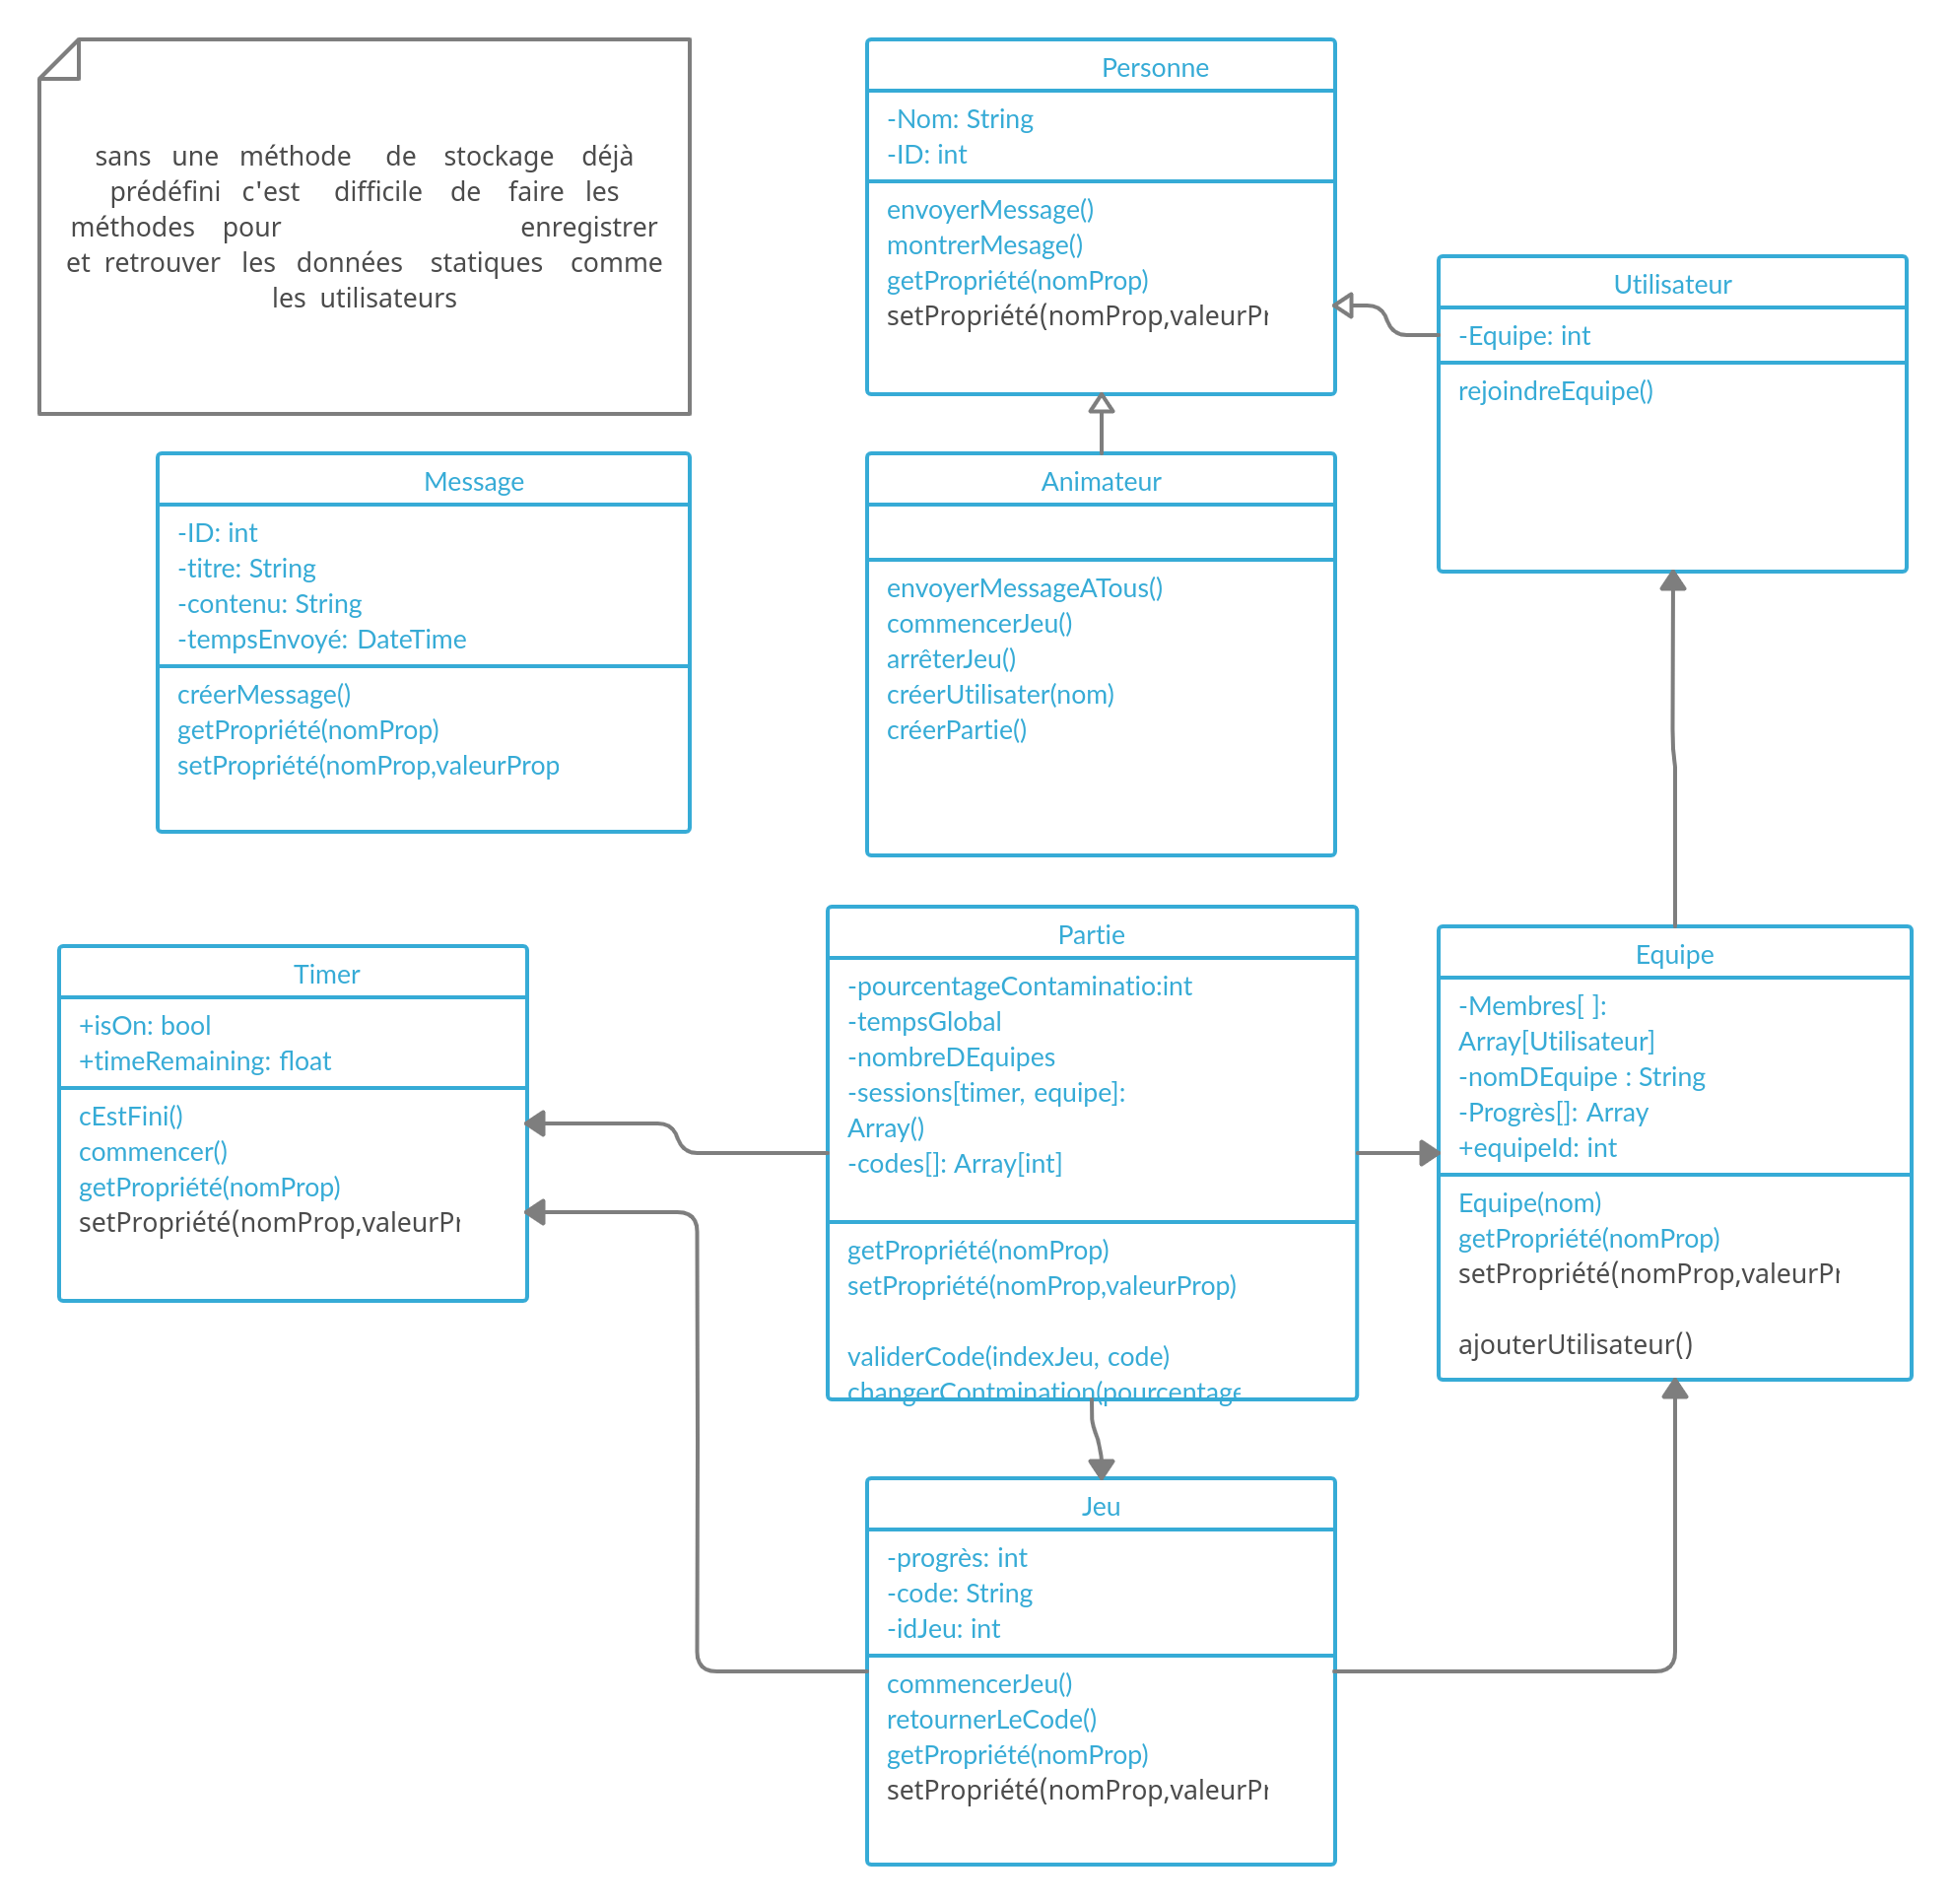 sans une méthode de stockage déjà
prédéfini c'est difficile de faire les
méthodes pour enregistrer
et retrouver les données statiques comme
les utilisateurs
Personne
-Nom: String
-ID: int
envoyerMessage()
montrerMesage()
getPropriété(nomProp)
setPropriété(nomProp,valeurPr
Utilisateur
-Equipe: int
rejoindreEquipe()
Message
-ID: int
-titre: String
-contenu: String
-tempsEnvoyé: DateTime
créerMessage()
getPropriété(nomProp)
setPropriété(nomProp,valeurProp
Animateur
envoyerMessageATous()
commencerJeu()
arrêterJeu()
créerUtilisater(nom)
créerPartie()
Timer
+isOn: bool
+timeRemaining: float
cEstFini()
commencer()
getPropriété(nomProp)
setPropriété(nomProp,valeurPr
Partie
-pourcentageContaminatio:int
-tempsGlobal
-nombreDEquipes
-sessions[timer, equipe]:
Array()
-codes[]: Array[int]
getPropriété(nomProp)
setPropriété(nomProp,valeurProp)
validerCode(indexJeu, code)
changerContmination(pourcentage
Equipe
-Membres[ ]:
Array[Utilisateur]
-nomDEquipe : String
-Progrès[]: Array
+equipeId: int
Equipe(nom)
getPropriété(nomProp)
setPropriété(nomProp,valeurPr
ajouterUtilisateur()
Jeu
-progrès: int
-code: String
-idJeu: int
commencerJeu()
retournerLeCode()
getPropriété(nomProp)
setPropriété(nomProp,valeurPr